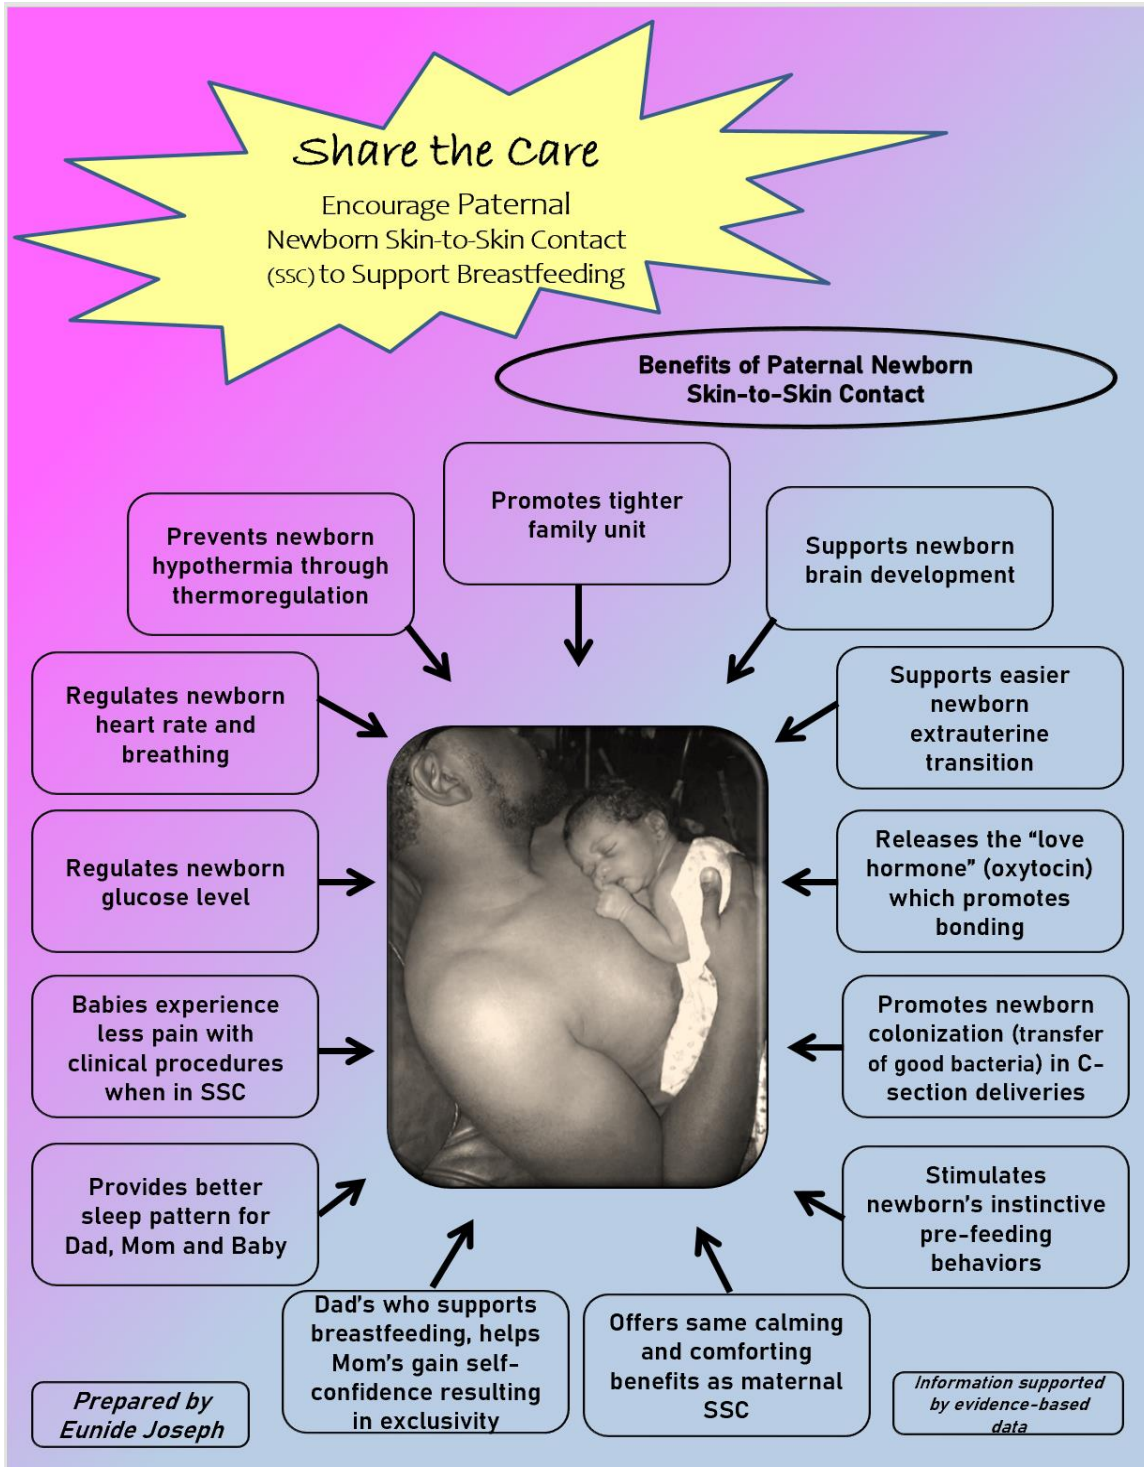 Share the Care
Encourage Paternal
Newborn Skin-to-Skin Contact
(SSC) to Support Breastfeeding
Benefits of Paternal Newborn
Skin-to-Skin Contact
Promotes tighter
family unit
Prevents newborn
hypothermia through
thermoregulation
Supports newborn
brain development
Regulates newborn
heart rate and
breathing
Supports easier
newborn
extrauterine
transition
Regulates newborn
glucose level
Releases the “love
hormone” (oxytocin)
which promotes
bonding
Babies experience
less pain with
clinical procedures
when in SSC
Promotes newborn
colonization (transfer
of good bacteria) in C-
section deliveries
Provides better
sleep pattern for
Dad, Mom and Baby
Stimulates
newborn’s instinctive
pre-feeding
behaviors
Dad’s who supports
breastfeeding, helps
Mom’s gain self-
confidence resulting
in exclusivity
Offers same calming
and comforting
benefits as maternal
SSC
Prepared by
Eunide Joseph
Information supported
by evidence-based
data